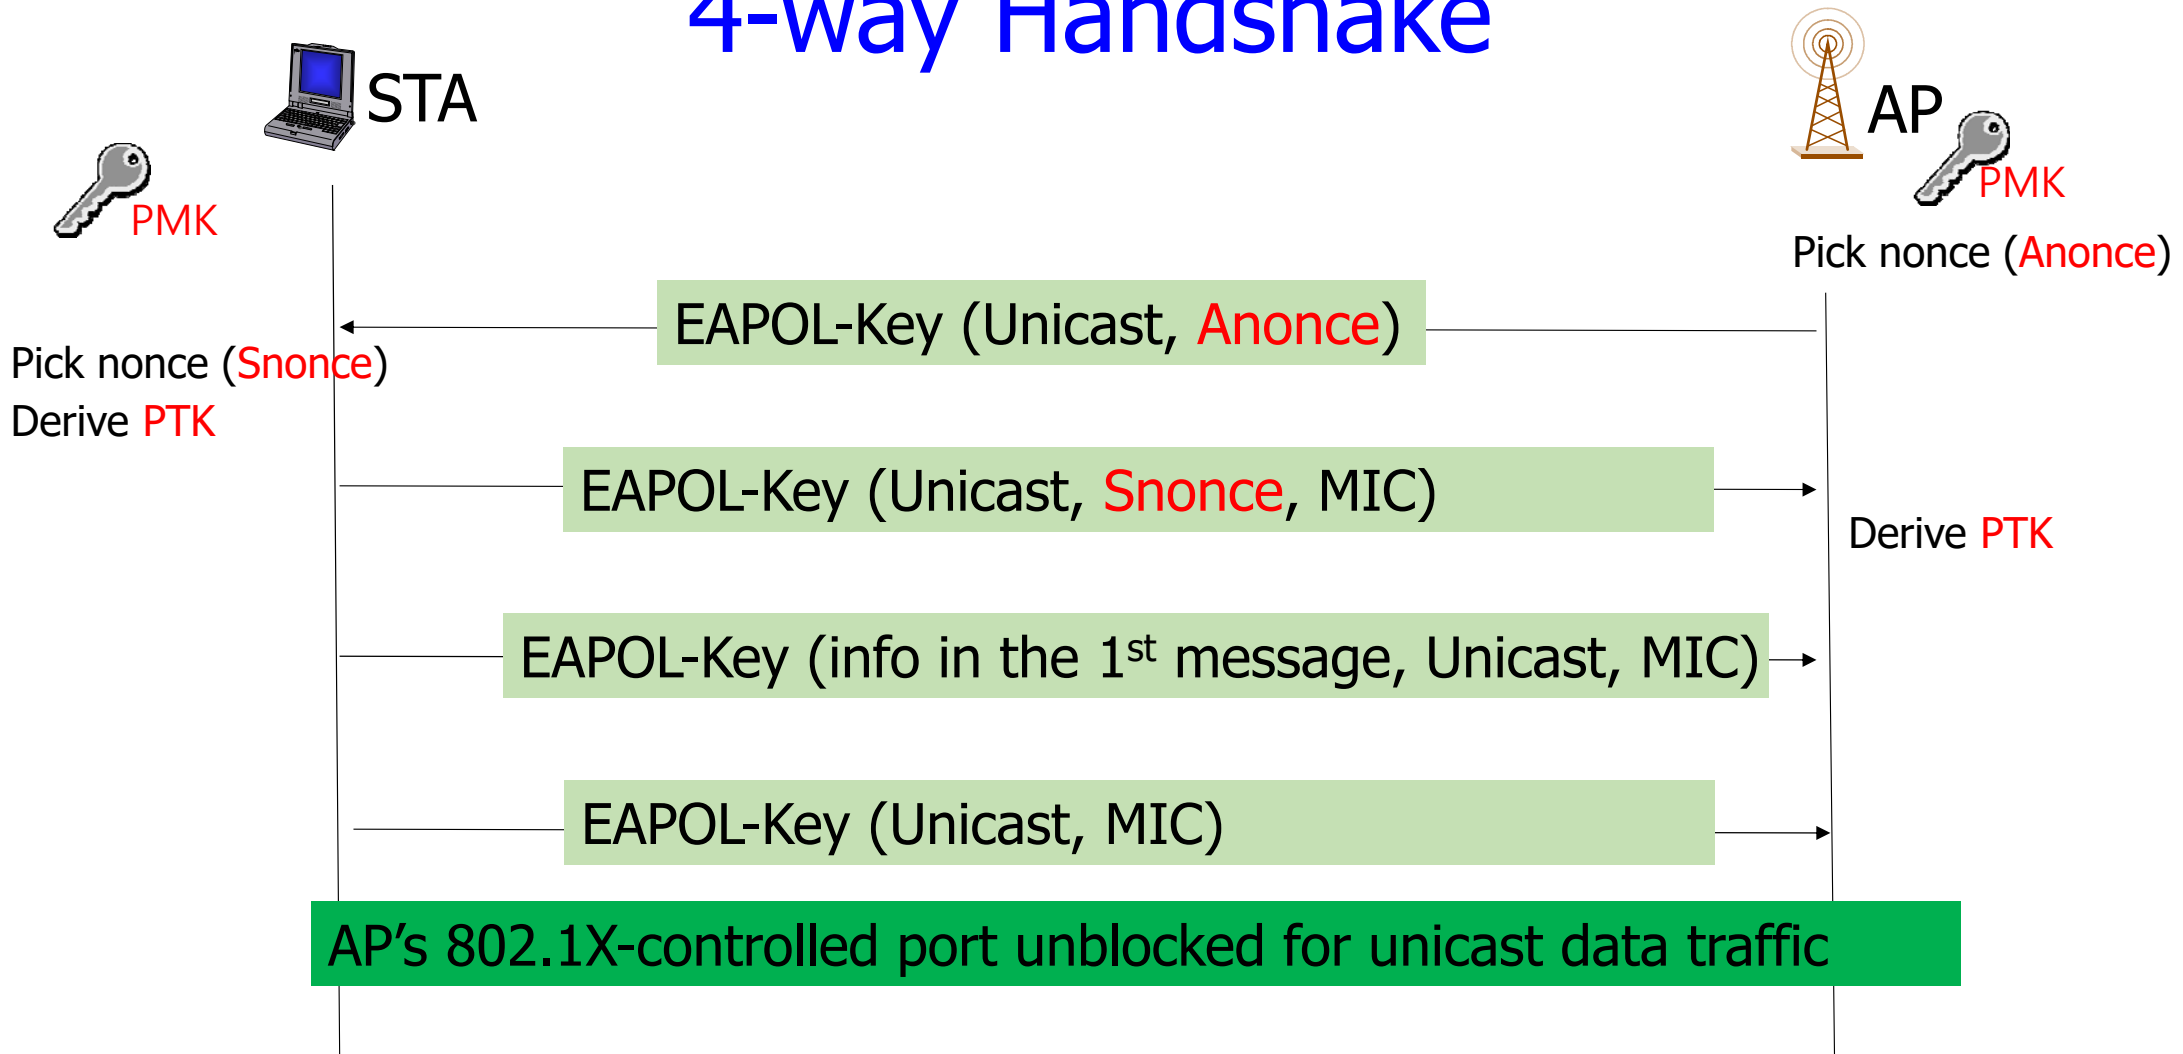 4-way Handshake
STA
AP
PMK
PMK
Pick nonce (Anonce)
EAPOL-Key (Unicast, Anonce)
Pick nonce (Snonce)
Derive PTK
EAPOL-Key (Unicast, Snonce, MIC)
Derive PTK
EAPOL-Key (info in the 1st message, Unicast, MIC)
EAPOL-Key (Unicast, MIC)
AP’s 802.1X-controlled port unblocked for unicast data traffic